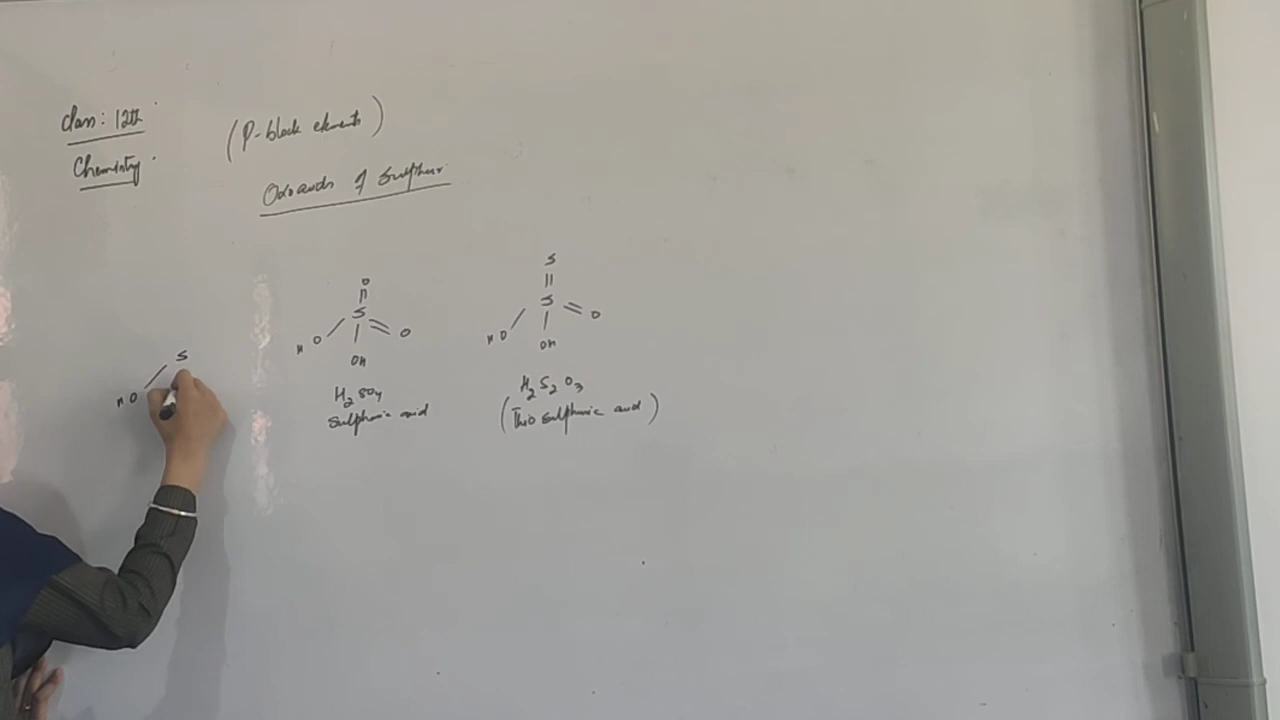 Class: 12th
Chemistry
(P-block elements)
Oxoacids of Sulphur
O
S
HO
O
OH
H2SO4
Sulphuric acid
S
S
HO
O
OH
H2S2O3
(Thio sulphuric acid)
S
HO